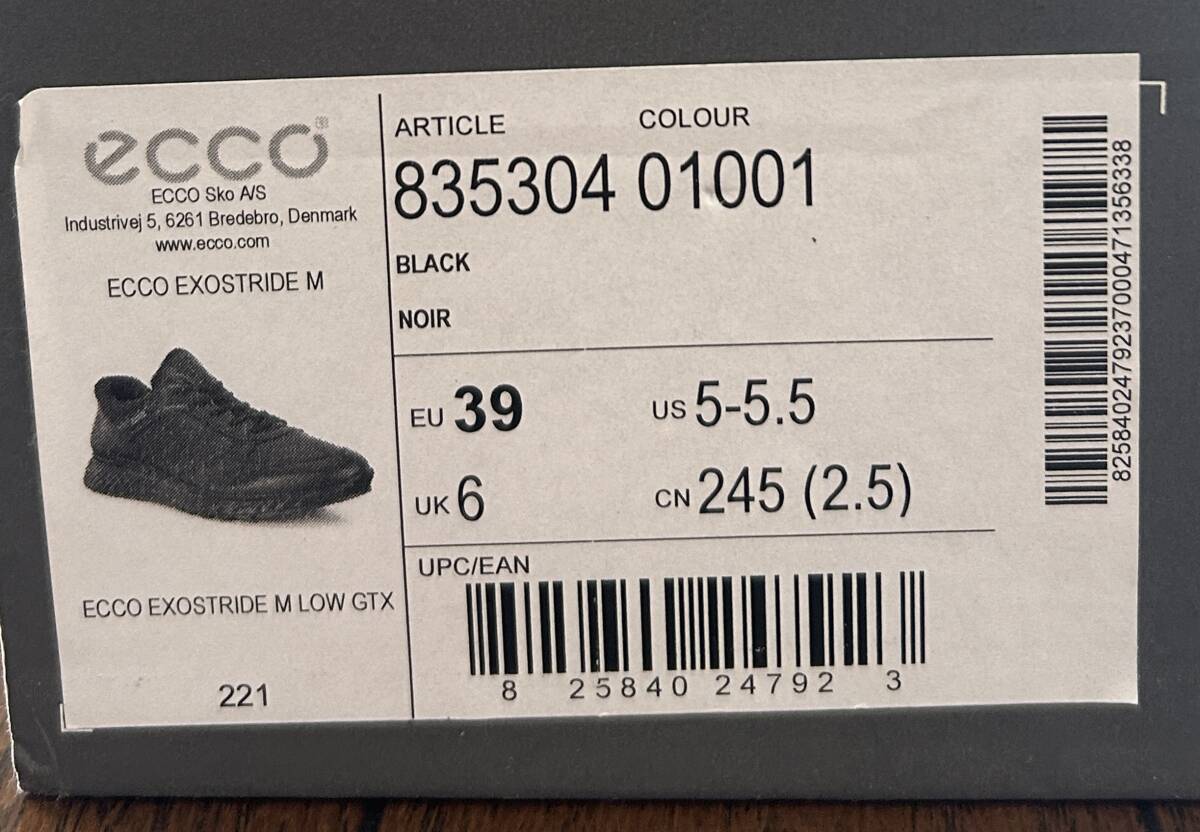 ecco®
ECCO Sko A/S
Industrivej 5, 6261 Bredebro, Denmark
www.ecco.com
ECCO EXOSTRIDE M
ECCO EXOSTRIDE M LOW GTX
221
ARTICLE COLOUR
835304 01001
BLACK
NOIR
EU 39 US 5-5.5
UK 6 CN 245 (2.5)
UPC/EAN
8 25840 24792 3
82584024792370004713​56338